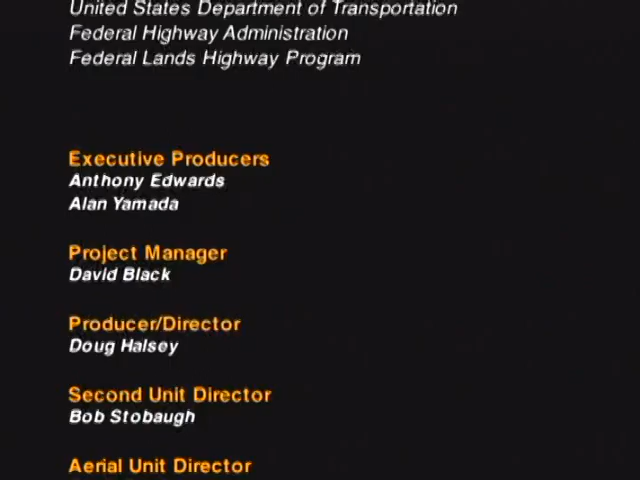 United States Department of Transportation
Federal Highway Administration
Federal Lands Highway Program
Executive Producers
Anthony Edwards
Alan Yamada
Project Manager
David Black
Producer/Director
Doug Halsey
Second Unit Director
Bob Stobaugh
Aerial Unit Director